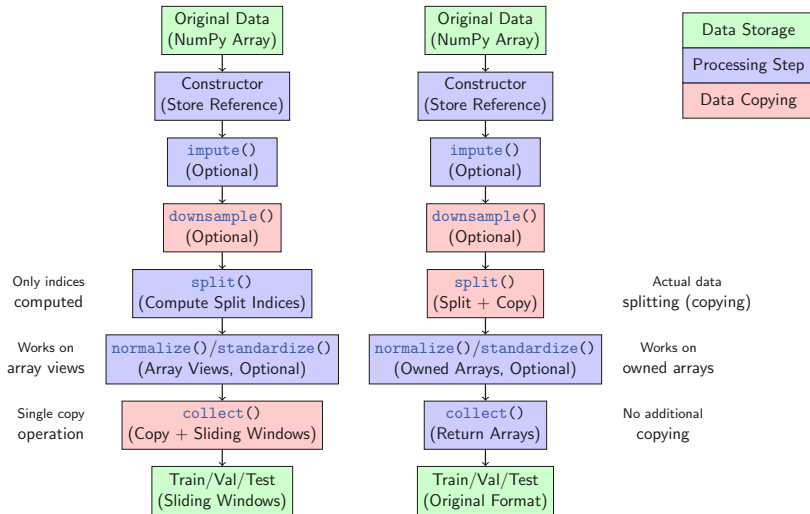 Original Data
(NumPy Array)
Constructor
(Store Reference)
impute()
(Optional)
downsample()
(Optional)
Only indices
computed
split()
(Compute Split Indices)
Works on
array views
normalize()/standardize()
(Array Views, Optional)
Single copy
operation
collect()
(Copy + Sliding Windows)
Train/Val/Test
(Sliding Windows)
Original Data
(NumPy Array)
Constructor
(Store Reference)
impute()
(Optional)
downsample()
(Optional)
split()
(Split + Copy)
Actual data
splitting (copying)
normalize()/standardize()
(Owned Arrays, Optional)
Works on
owned arrays
collect()
(Return Arrays)
No additional
copying
Train/Val/Test
(Original Format)
Data Storage
Processing Step
Data Copying